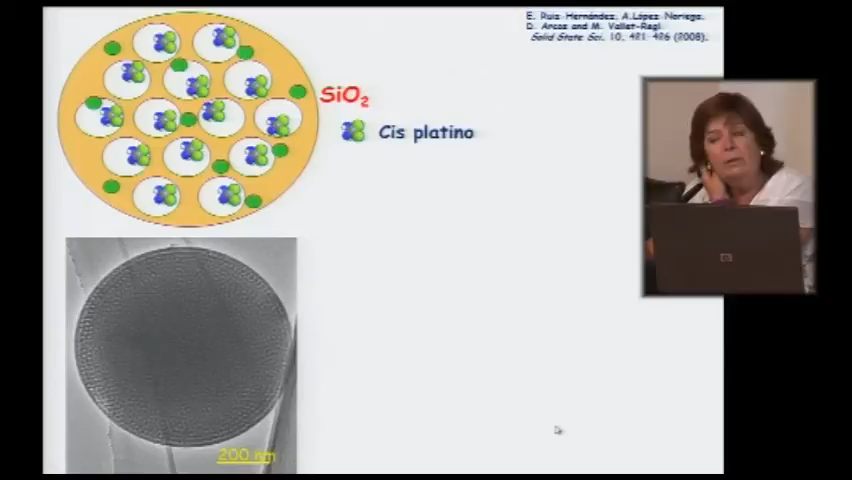 E. Ruiz Hernández, A.López Noriega,
D. Arcos and M. Vallet-Regí
Solid State Sci. 10, 421-426 (2008).
SiO2
Cis platino
200 nm